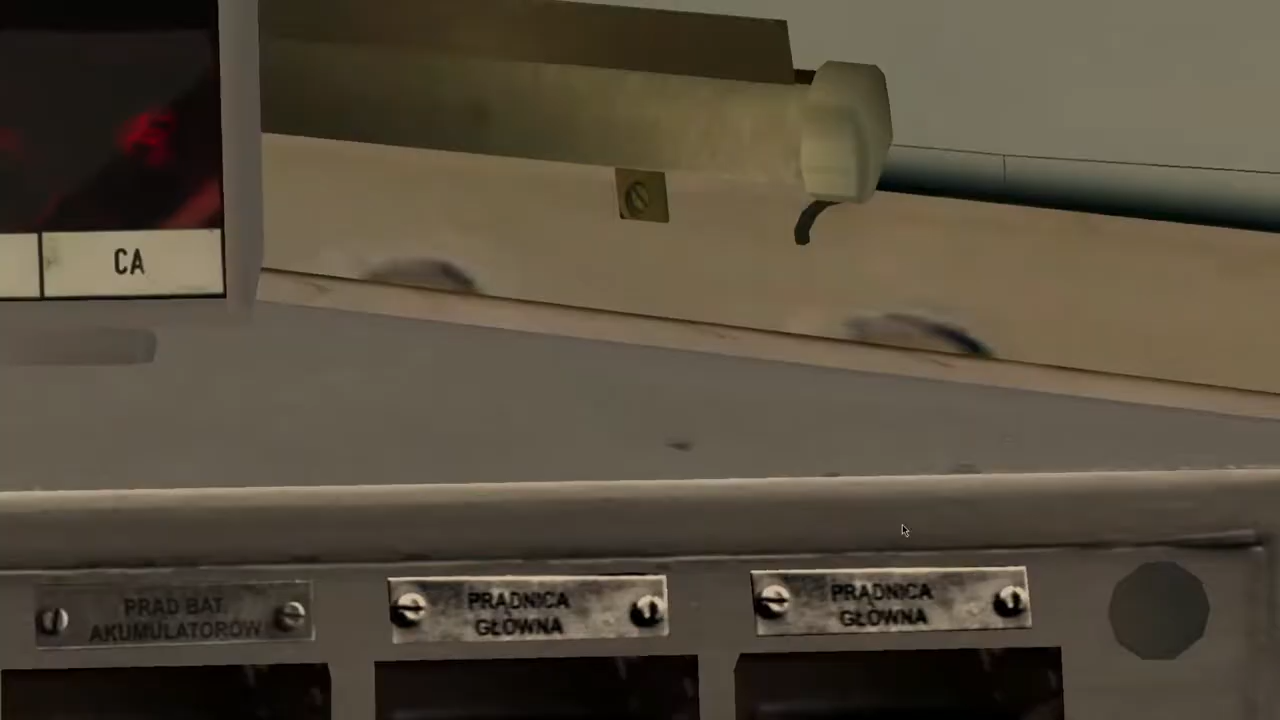 CA
PRĄD BAT.
AKUMULATORÓW
PRĄDNICA
GŁÓWNA
PRĄDNICA
GŁÓWNA